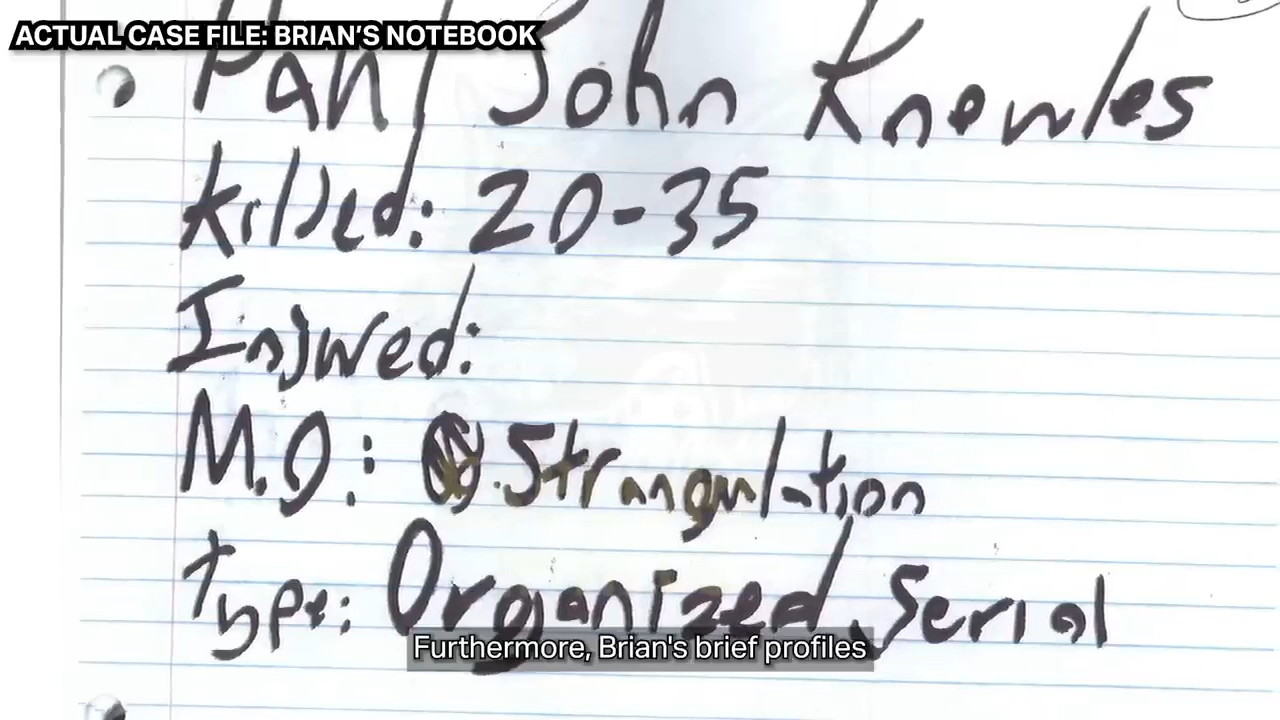 ACTUAL CASE FILE: BRIAN'S NOTEBOOK
Paul John Knowles
Killed: 20-35
Injured:
M.O.: Strangulation
Type: Organized, Serial
Furthermore, Brian's brief profiles